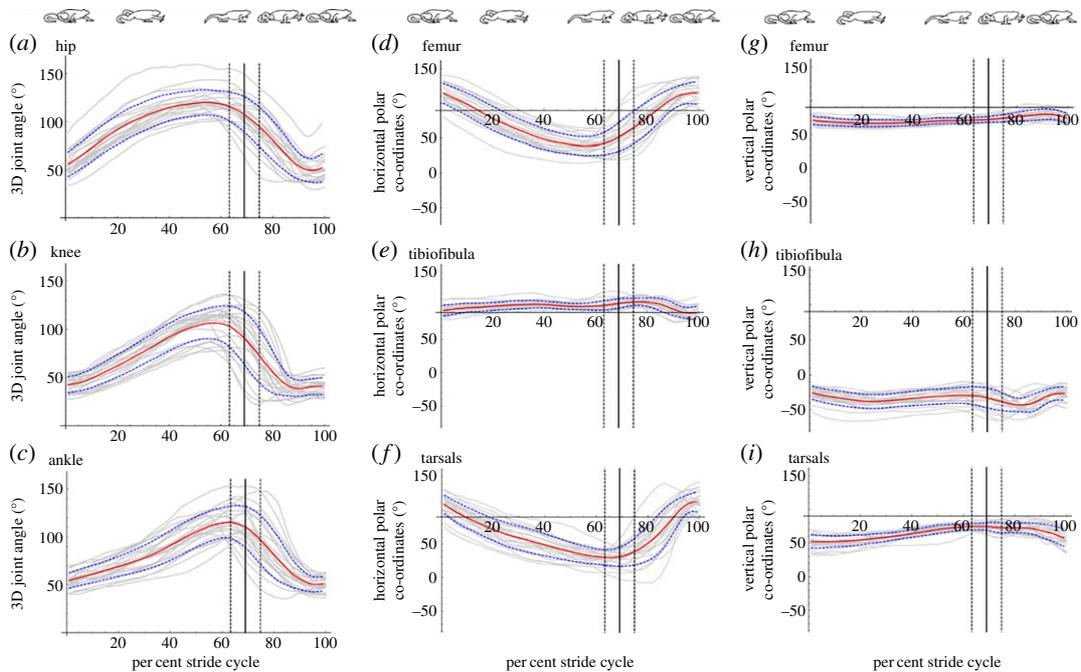 (a) hip
3D joint angle (°)
150
100
50
20 40 60 80 100
(b) knee
3D joint angle (°)
150
100
50
20 40 60 80 100
(c) ankle
3D joint angle (°)
150
100
50
20 40 60 80 100
per cent stride cycle
(d) femur
horizontal polar
co-ordinates (°)
150
50
0
–50
20 40 60 80 100
(e) tibiofibula
horizontal polar
co-ordinates (°)
150
50
0
–50
20 40 60 80 100
(f) tarsals
horizontal polar
co-ordinates (°)
150
50
0
–50
20 40 60 80 100
per cent stride cycle
(g) femur
vertical polar
co-ordinates (°)
150
50
0
–50
20 40 60 80 100
(h) tibiofibula
vertical polar
co-ordinates (°)
150
50
0
–50
20 40 60 80 100
(i) tarsals
vertical polar
co-ordinates (°)
150
50
0
–50
20 40 60 80 100
per cent stride cycle